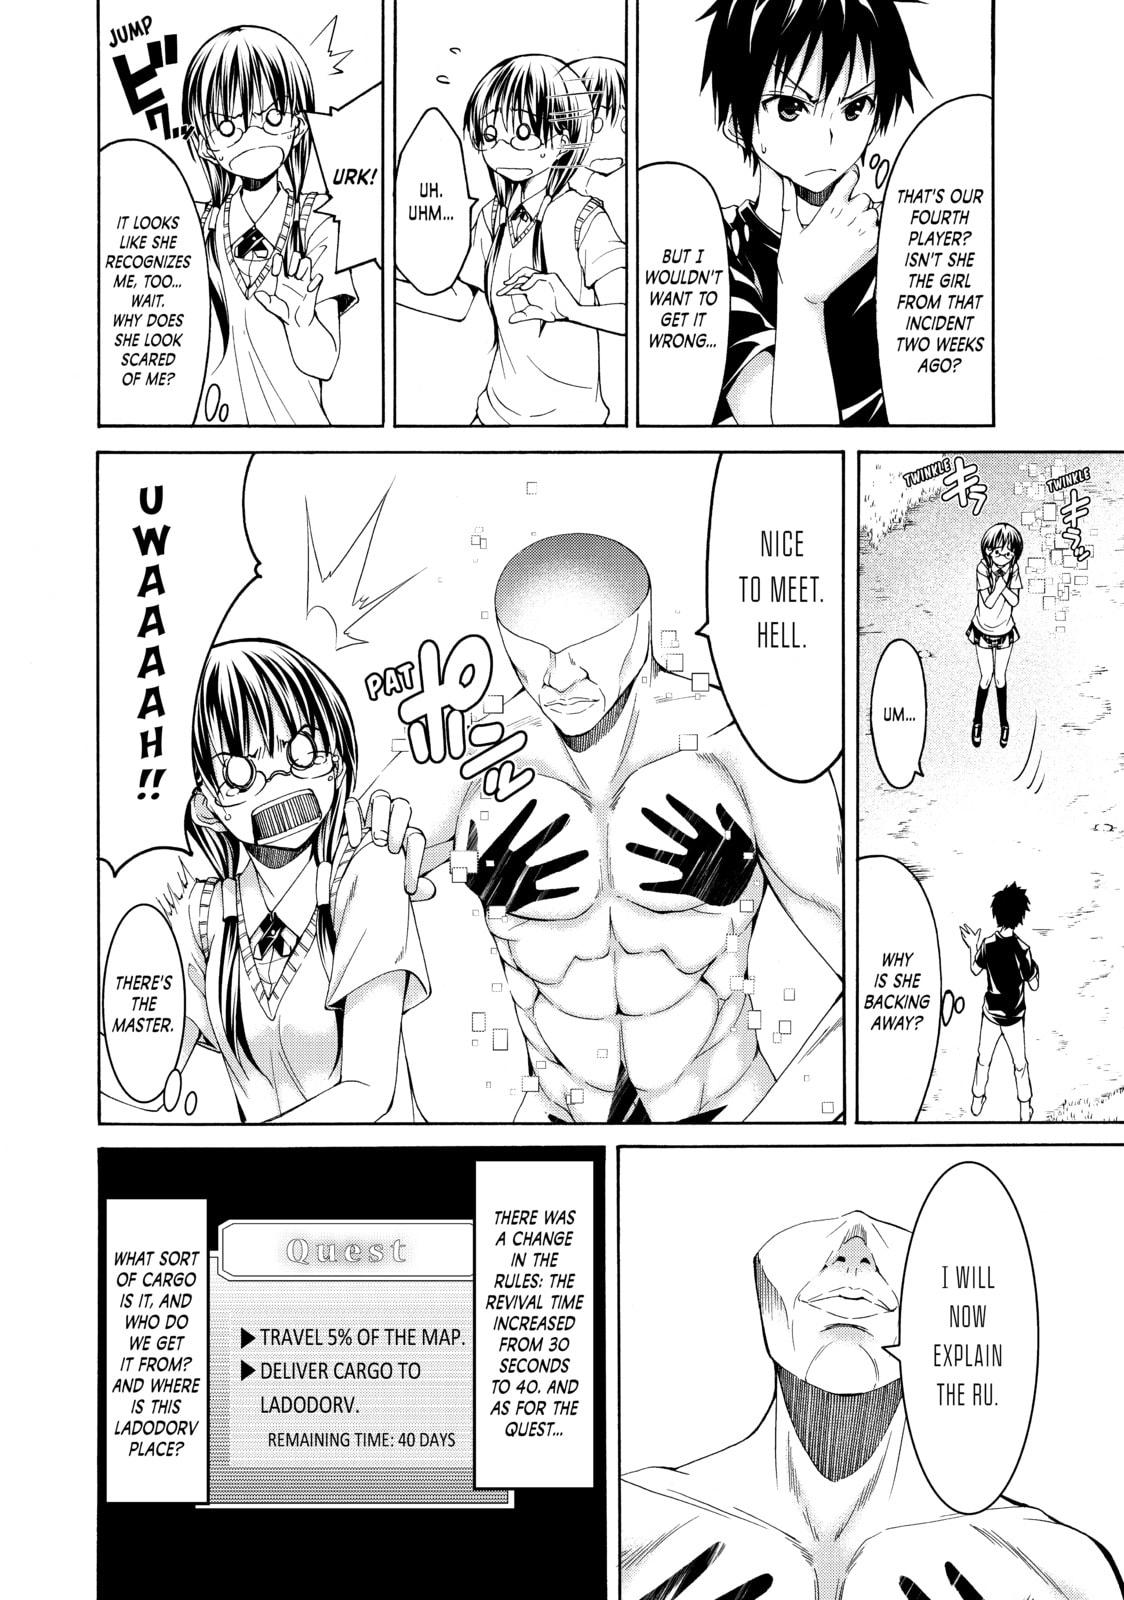 THAT'S OUR
FOURTH
PLAYER?
ISN'T SHE
THE GIRL
FROM THAT
INCIDENT
TWO WEEKS
AGO?
BUT I
WOULDN'T
WANT TO
GET IT
WRONG...
UH.
UHM...
URK!
JUMP
ビクッ
IT LOOKS
LIKE SHE
RECOGNIZES
ME, TOO...
WAIT.
WHY DOES
SHE LOOK
SCARED
OF ME?
TWINKLE
キラッ
TWINKLE
キラッ
UM...
WHY
IS SHE
BACKING
AWAY?
NICE
TO MEET.
HELL.
PAT
ポンッ
UWAAAAH!!
THERE'S
THE
MASTER.
I WILL
NOW
EXPLAIN
THE RU.
THERE WAS
A CHANGE
IN THE
RULES: THE
REVIVAL TIME
INCREASED
FROM 30
SECONDS
TO 40. AND
AS FOR THE
QUEST...
Quest
▶ TRAVEL 5% OF THE MAP.
▶ DELIVER CARGO TO
LADODORV.
REMAINING TIME: 40 DAYS
WHAT SORT
OF CARGO
IS IT, AND
WHO DO
WE GET
IT FROM?
AND WHERE
IS THIS
LADODORV
PLACE?